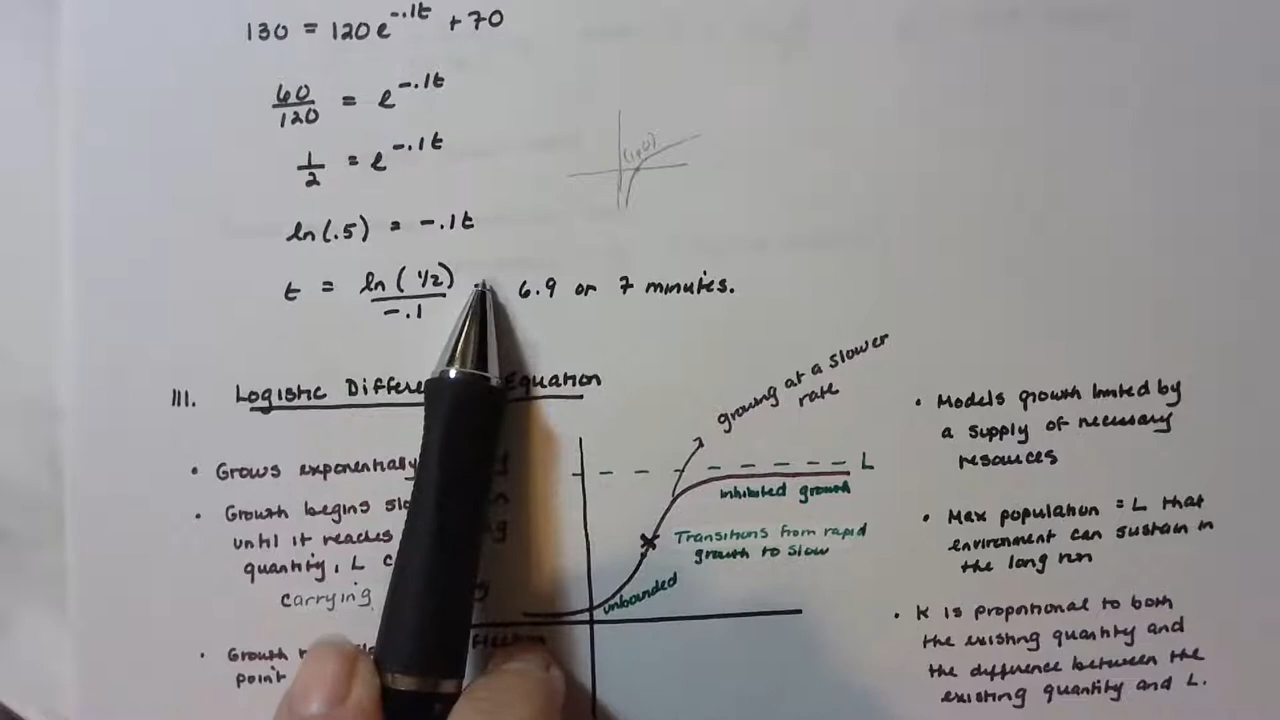 130 = 120e^-.1t + 70
60/120 = e^-.1t
1/2 = e^-.1t
ln(.5) = -.1t
t = ln(1/2)/-.1 6.9 or 7 minutes.
(1,0)
III. Logistic Equation
• Grows exponentially
• Growth begins
until it reaches
quantity, L
carrying
• Growth
point
growing at a slower
rate
L
Inhibited growth
Transitions from rapid
growth to slow
unbounded
• Models growth limited by
a supply of necessary
resources
• Max population = L that
environment can sustain in
the long run
• K is proportional to both
the existing quantity and
the difference between the
existing quantity and L.